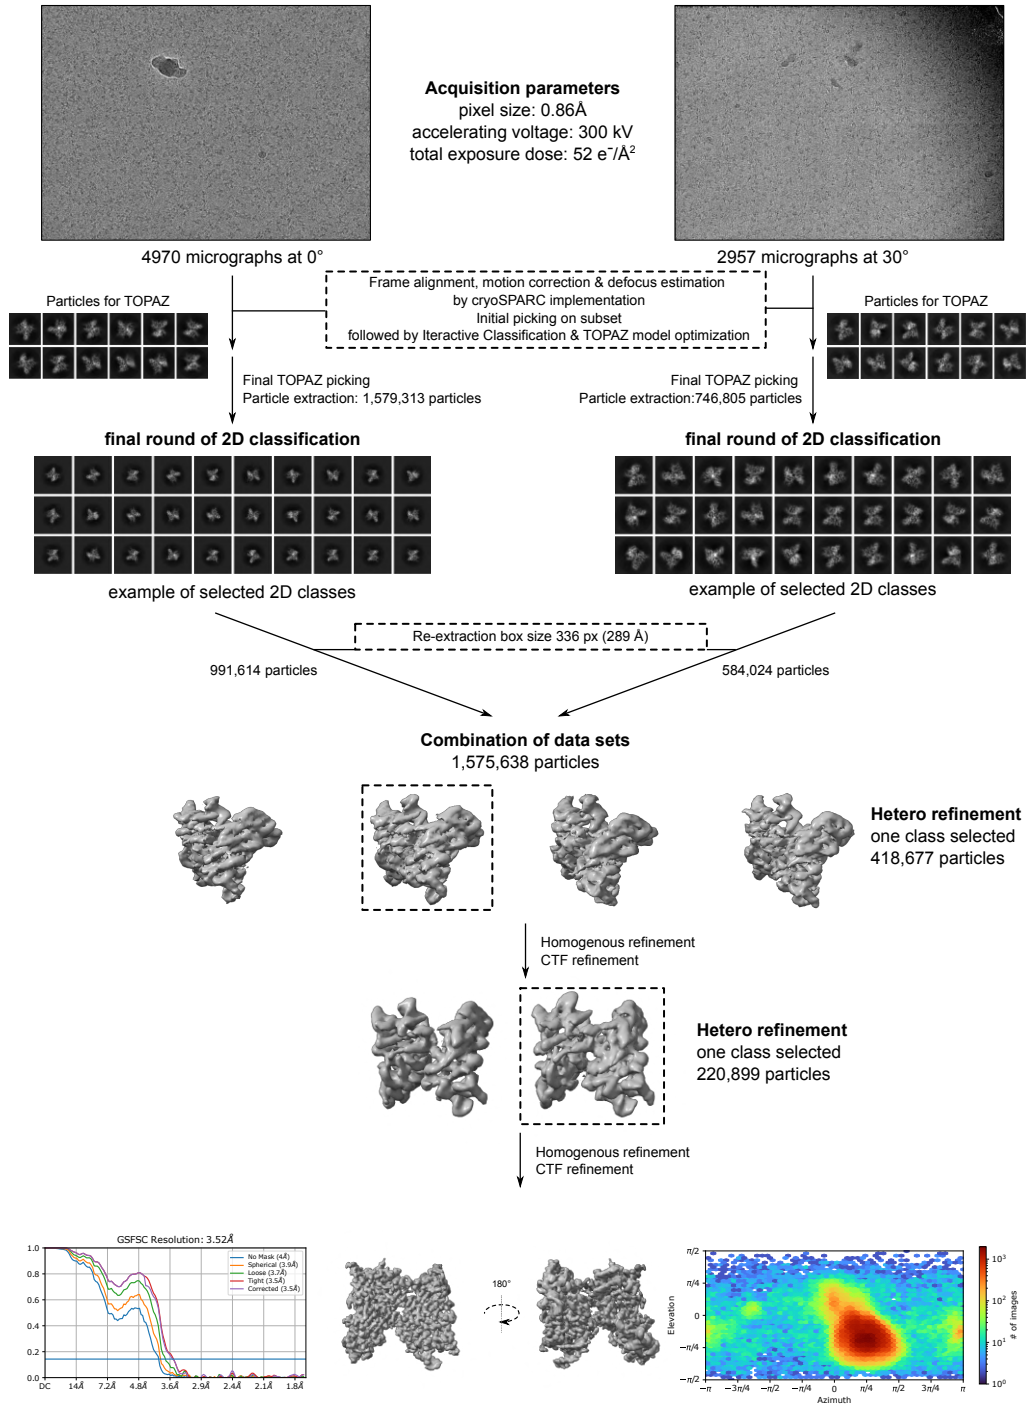 Acquisition parameters
pixel size: 0.86Å
accelerating voltage: 300 kV
total exposure dose: 52 e⁻/Å²
4970 micrographs at 0°
2957 micrographs at 30°
Particles for TOPAZ
Frame alignment, motion correction & defocus estimation
by cryoSPARC implementation
Initial picking on subset
followed by Iteractive Classification & TOPAZ model optimization
Particles for TOPAZ
Final TOPAZ picking
Particle extraction: 1,579,313 particles
Final TOPAZ picking
Particle extraction:746,805 particles
final round of 2D classification
final round of 2D classification
example of selected 2D classes
example of selected 2D classes
Re-extraction box size 336 px (289 Å)
991,614 particles
584,024 particles
Combination of data sets
1,575,638 particles
Hetero refinement
one class selected
418,677 particles
Homogenous refinement
CTF refinement
Hetero refinement
one class selected
220,899 particles
Homogenous refinement
CTF refinement
GSFSC Resolution: 3.52Å
1.0
0.8
0.6
0.4
0.2
0.0
No Mask (4Å)
Spherical (3.9Å)
Loose (3.7Å)
Tight (3.5Å)
Corrected (3.5Å)
DC 14Å 7.2Å 4.8Å 3.6Å 2.9Å 2.4Å 2.1Å 1.8Å
180°
Elevation
π/2
π/4
0
−π/4
−π/2
−π −3π/4 −π/2 −π/4 0 π/4 π/2 3π/4 π
Azimuth
10³
10²
10¹
10⁰
# of images